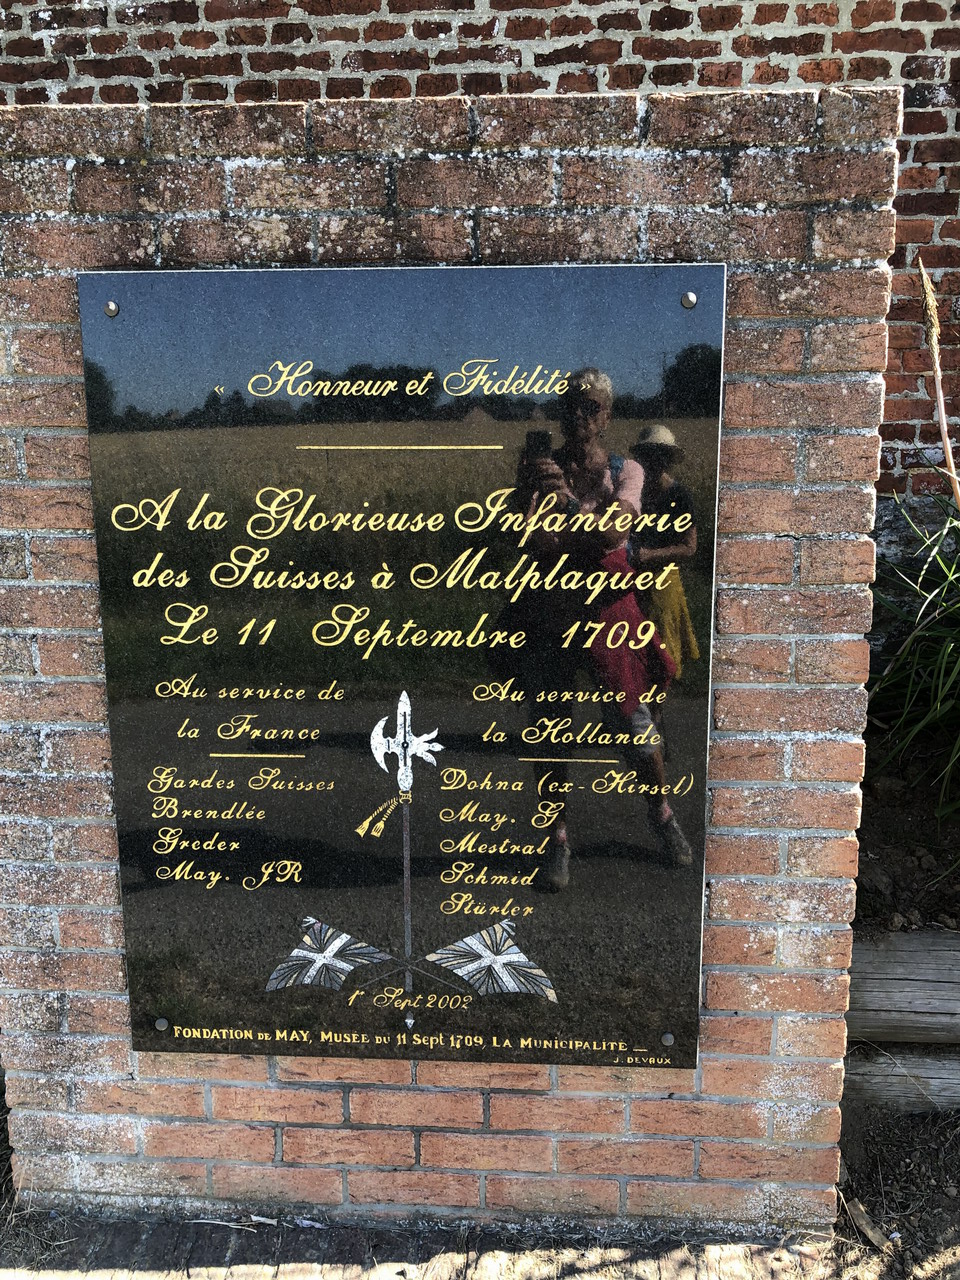 « Honneur et Fidélité »
A la Glorieuse Infanterie
des Suisses à Malplaquet
Le 11 Septembre 1709.
Au service de
la France
Gardes Suisses
Brendlée
Greder
May. JR
Au service de
la Hollande
Dohna (ex-Hirsel)
May. G
Mestral
Schmid
Stürler
1r Sept 2002
FONDATION DE MAY, MUSÉE DU 11 Sept 1709, LA MUNICIPALITE _
J. DEVAUX